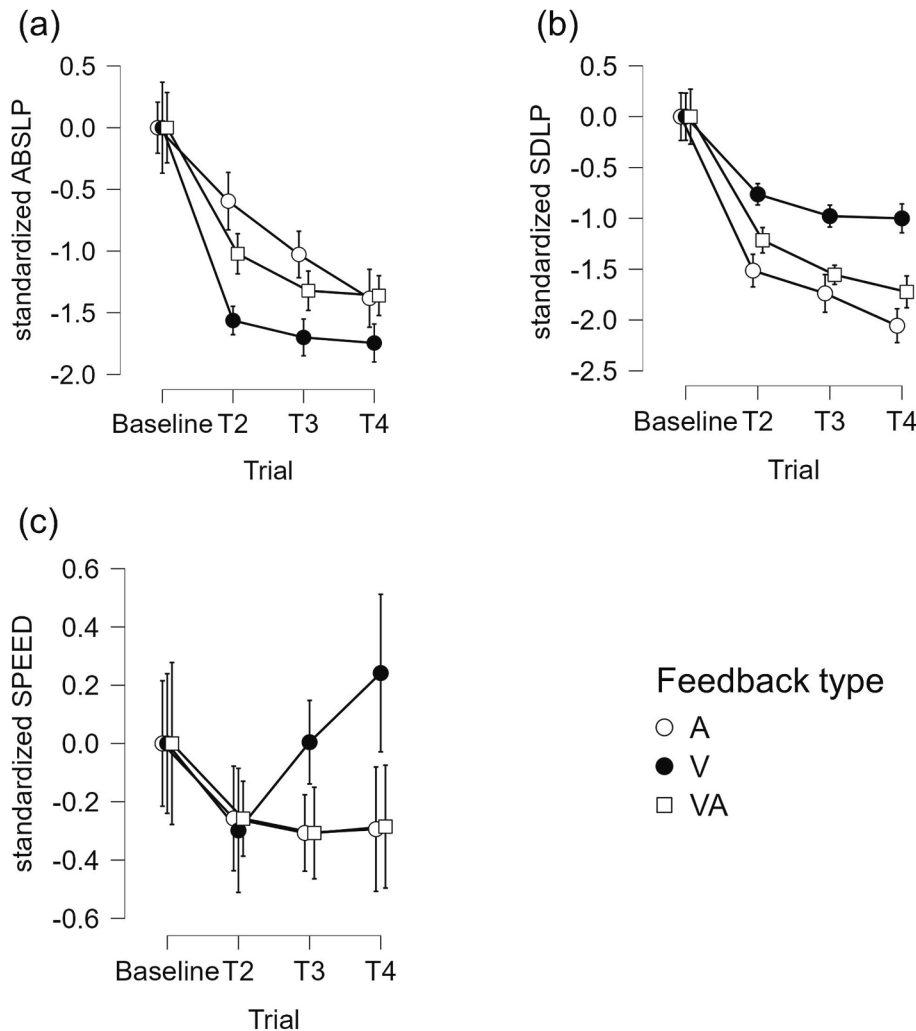 (a)
standardized ABSLP
0.5
0.0
-0.5
-1.0
-1.5
-2.0
Baseline T2 T3 T4
Trial
(b)
standardized SDLP
0.5
0.0
-0.5
-1.0
-1.5
-2.0
-2.5
Baseline T2 T3 T4
Trial
(c)
standardized SPEED
0.6
0.4
0.2
0.0
-0.2
-0.4
-0.6
Baseline T2 T3 T4
Trial
Feedback type
A
V
VA